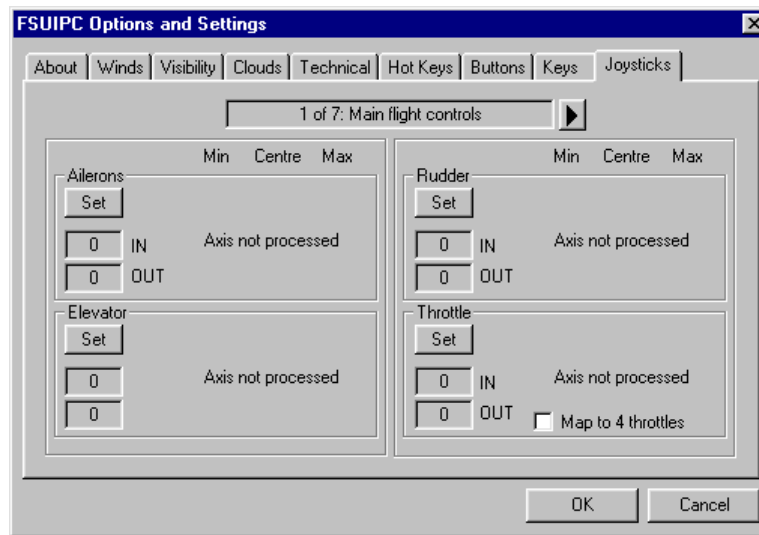 FSUIPC Options and Settings
About Winds Visibility Clouds Technical Hot Keys Buttons Keys Joysticks
1 of 7: Main flight controls
Min Centre Max
Ailerons
Set
0 IN Axis not processed
0 OUT
Elevator
Set
0 Axis not processed
0
Min Centre Max
Rudder
Set
0 IN Axis not processed
0 OUT
Throttle
Set
0 IN Axis not processed
0 OUT Map to 4 throttles
OK Cancel